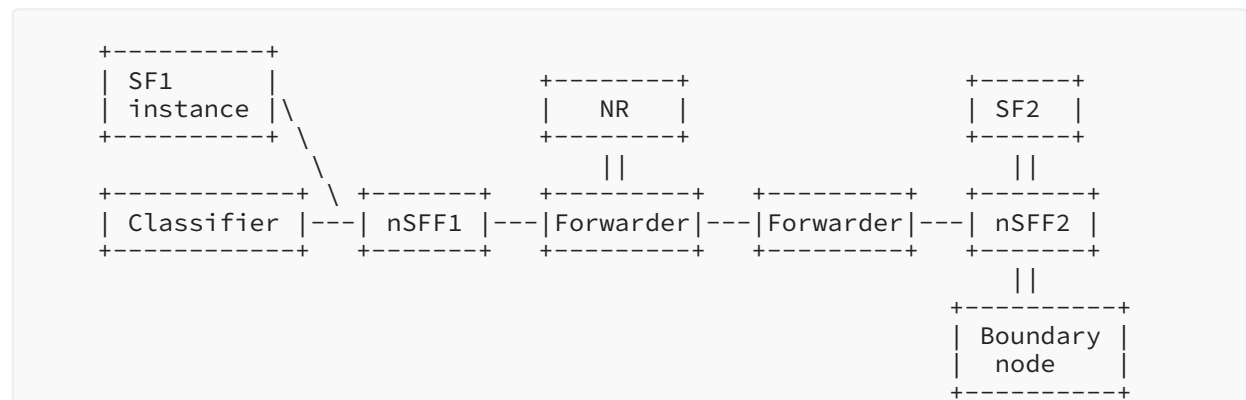 +----------+
| SF1      |                  +--------+                    +------+
| instance |\                 |   NR   |                    | SF2  |
+----------+ \                +--------+                    +------+
              \                   ||                           ||
+------------+ \ +-------+   +---------+   +---------+   +-------+
| Classifier |---| nSFF1 |---|Forwarder|---|Forwarder|---| nSFF2 |
+------------+   +-------+   +---------+   +---------+   +-------+
                                                               ||
                                                         +----------+
                                                         | Boundary |
                                                         |  node    |
                                                         +----------+